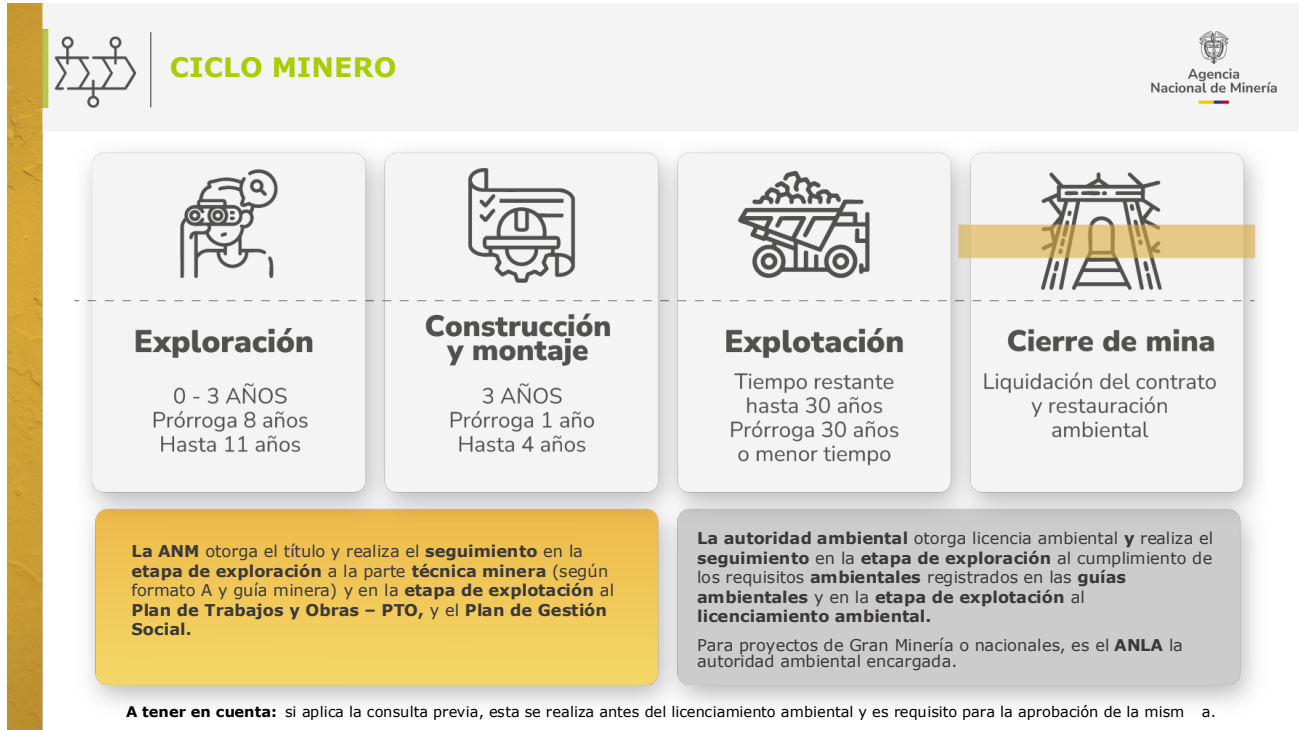 CICLO MINERO
Agencia
Nacional de Minería
Exploración
0 - 3 AÑOS
Prórroga 8 años
Hasta 11 años
Construcción
y montaje
3 AÑOS
Prórroga 1 año
Hasta 4 años
Explotación
Tiempo restante
hasta 30 años
Prórroga 30 años
o menor tiempo
Cierre de mina
Liquidación del contrato
y restauración
ambiental
La ANM otorga el título y realiza el seguimiento en la
etapa de exploración a la parte técnica minera (según
formato A y guía minera) y en la etapa de explotación al
Plan de Trabajos y Obras – PTO, y el Plan de Gestión
Social.
La autoridad ambiental otorga licencia ambiental y realiza el
seguimiento en la etapa de exploración al cumplimiento de
los requisitos ambientales registrados en las guías
ambientales y en la etapa de explotación al
licenciamiento ambiental.
Para proyectos de Gran Minería o nacionales, es el ANLA la
autoridad ambiental encargada.
A tener en cuenta: si aplica la consulta previa, esta se realiza antes del licenciamiento ambiental y es requisito para la aprobación de la mism a.